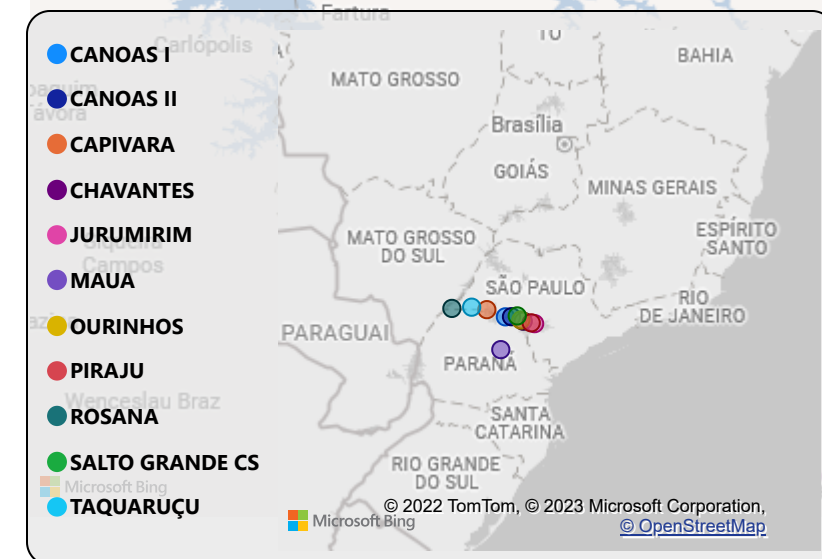 Fartura
Carlópolis
CANOAS I
CANOAS II
CAPIVARA
CHAVANTES
JURUMIRIM
Siqueira
Campos
MAUA
OURINHOS
PIRAJU
Wenceslau Braz
ROSANA
SALTO GRANDE CS
Microsoft Bing
TAQUARUÇU
TO
BAHIA
MATO GROSSO
Brasília
GOIÁS
MINAS GERAIS
ESPÍRITO
SANTO
MATO GROSSO
DO SUL
SÃO PAULO
RIO
DE JANEIRO
PARAGUAI
PARANÁ
SANTA
CATARINA
RIO GRANDE
DO SUL
© 2022 TomTom, © 2023 Microsoft Corporation,
Microsoft Bing
© OpenStreetMap